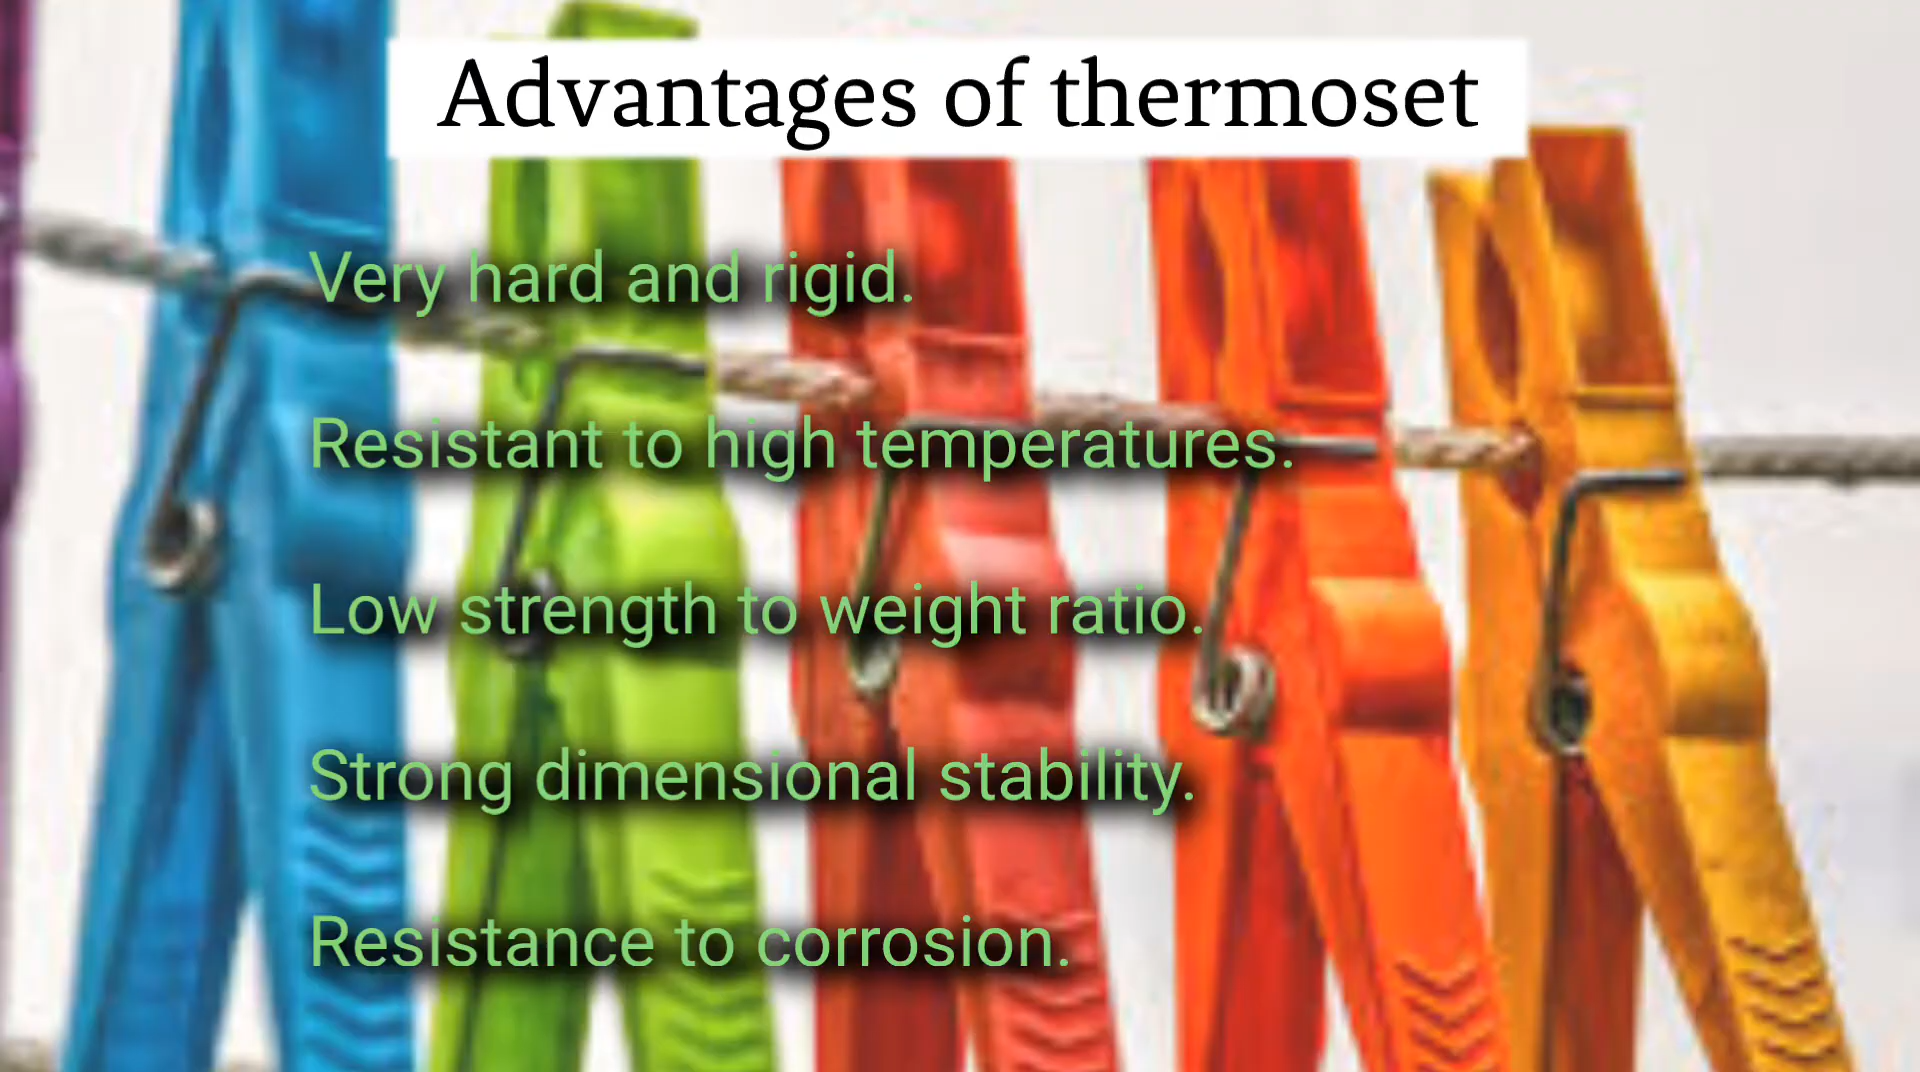 Advantages of thermoset
Very hard and rigid.
Resistant to high temperatures.
Low strength to weight ratio.
Strong dimensional stability.
Resistance to corrosion.